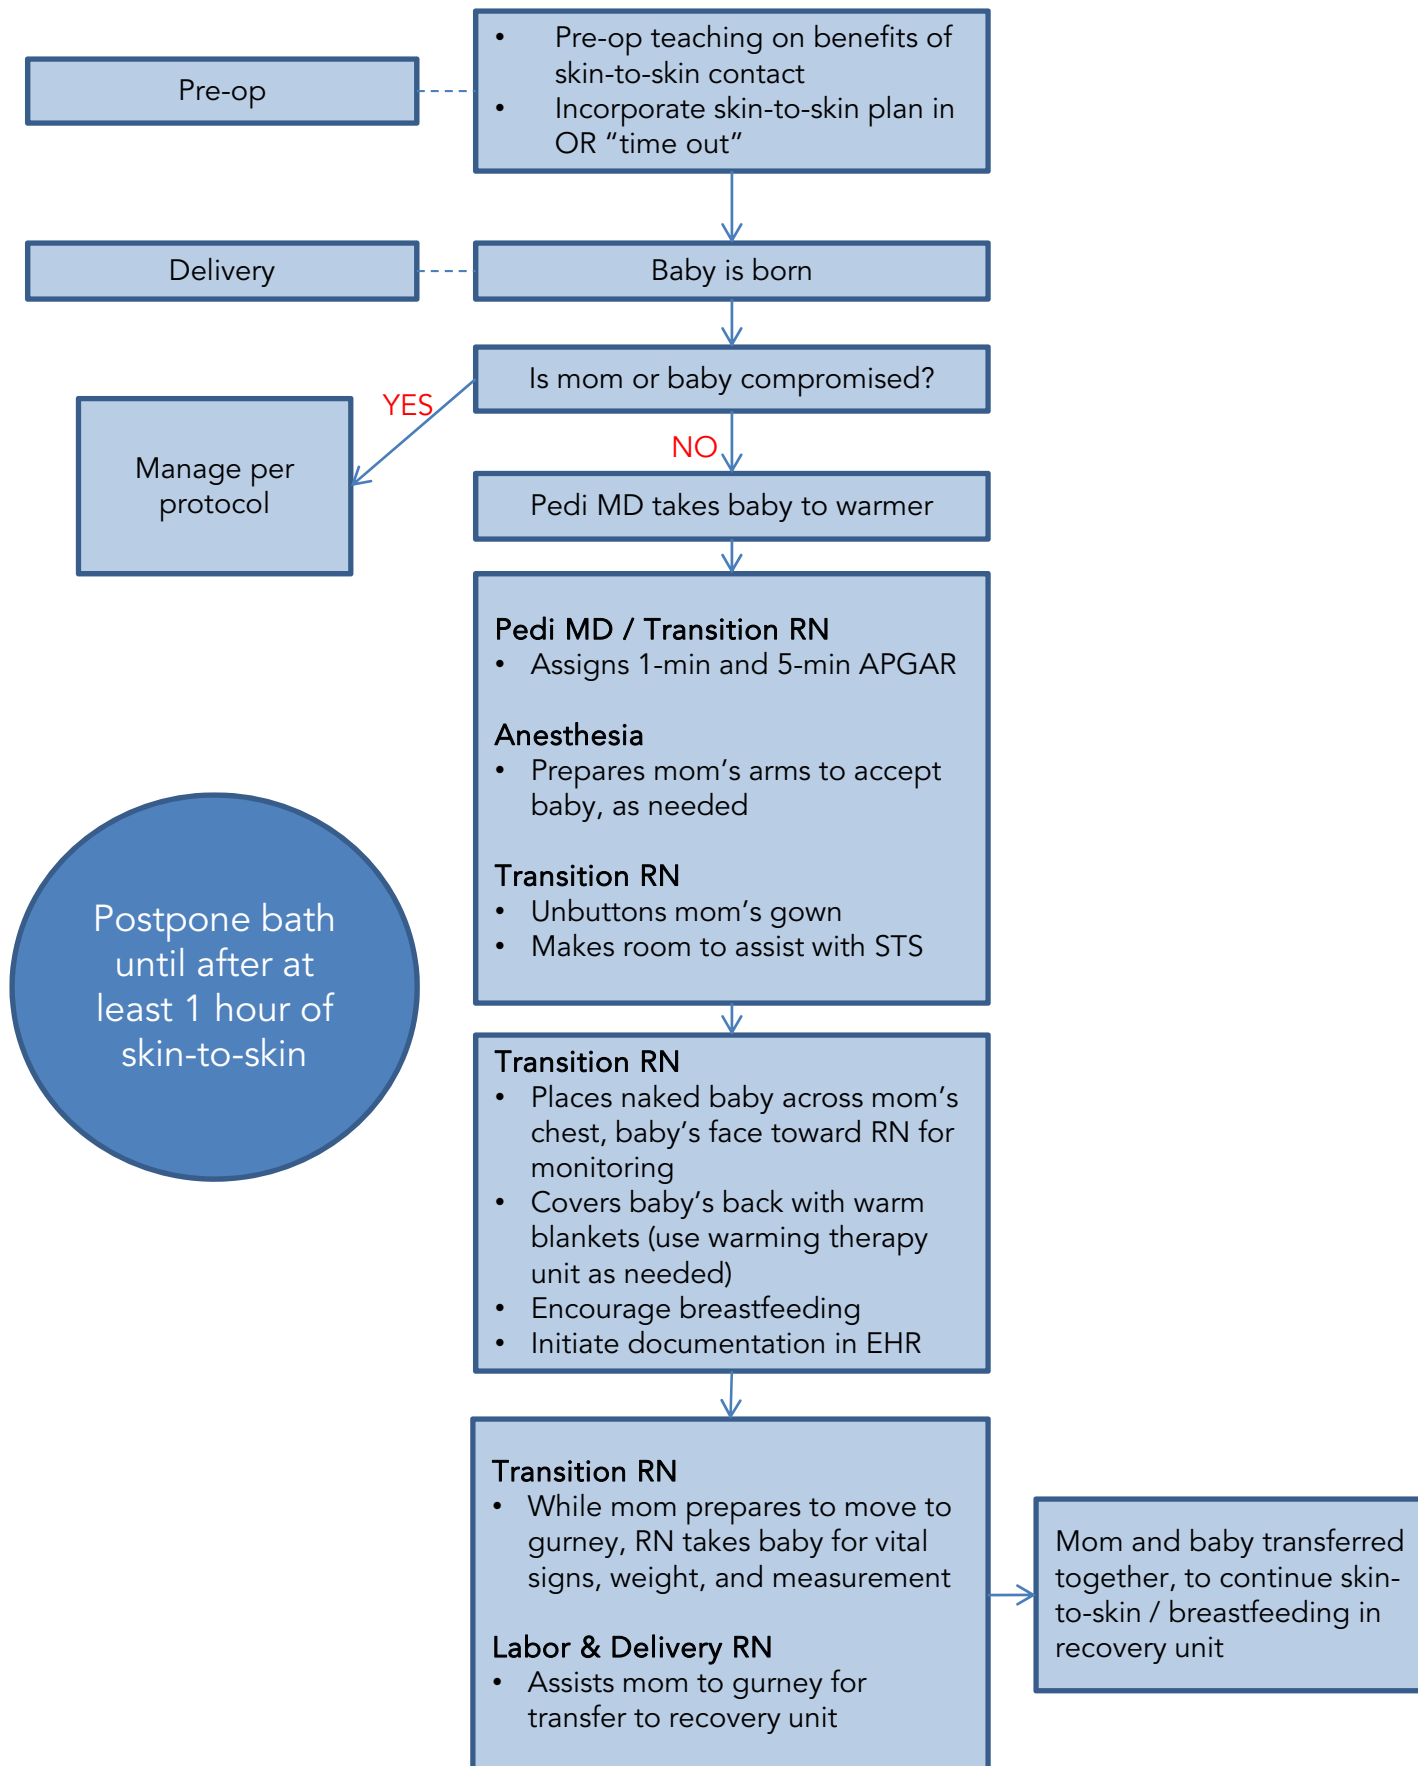 Pre-op
• Pre-op teaching on benefits of
skin-to-skin contact
• Incorporate skin-to-skin plan in
OR “time out”
Delivery
Baby is born
Is mom or baby compromised?
YES
NO
Manage per
protocol
Pedi MD takes baby to warmer
Pedi MD / Transition RN
• Assigns 1-min and 5-min APGAR
Anesthesia
• Prepares mom’s arms to accept
baby, as needed
Transition RN
• Unbuttons mom’s gown
• Makes room to assist with STS
Postpone bath
until after at
least 1 hour of
skin-to-skin
Transition RN
• Places naked baby across mom’s
chest, baby’s face toward RN for
monitoring
• Covers baby’s back with warm
blankets (use warming therapy
unit as needed)
• Encourage breastfeeding
• Initiate documentation in EHR
Transition RN
• While mom prepares to move to
gurney, RN takes baby for vital
signs, weight, and measurement
Labor & Delivery RN
• Assists mom to gurney for
transfer to recovery unit
Mom and baby transferred
together, to continue skin-
to-skin / breastfeeding in
recovery unit